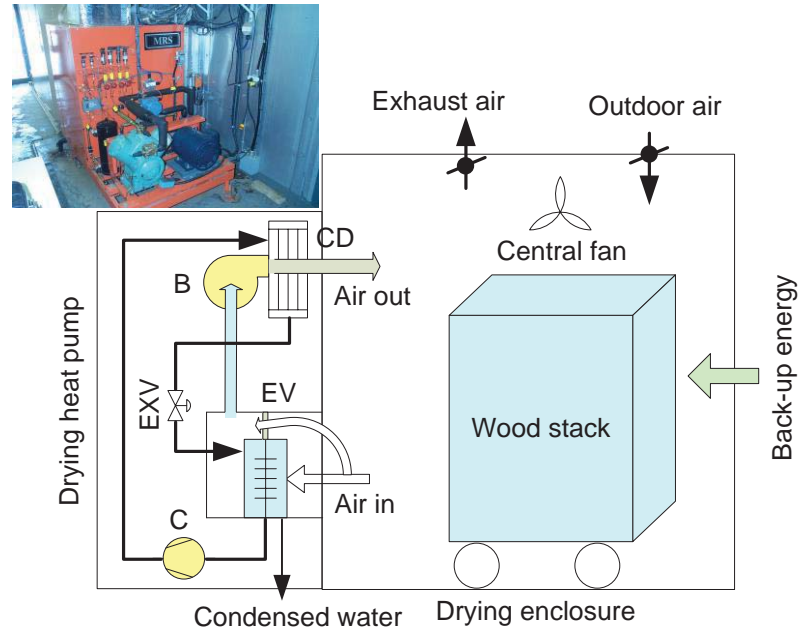 MRS
Exhaust air
Outdoor air
CD
Central fan
B
Air out
Drying heat pump
EXV
EV
Wood stack
Back-up energy
Air in
C
Condensed water
Drying enclosure